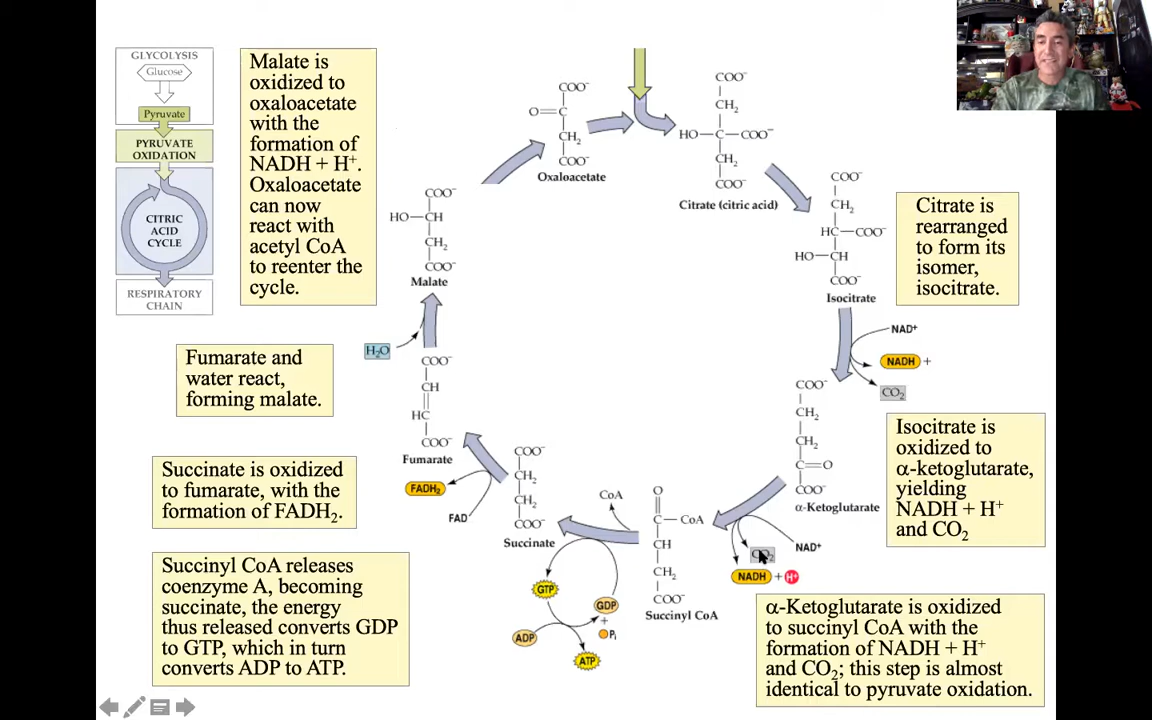 GLYCOLYSIS
Glucose
Pyruvate
PYRUVATE
OXIDATION
CITRIC
ACID
CYCLE
RESPIRATORY
CHAIN
Malate is
oxidized to
oxaloacetate
with the
formation of
NADH + H⁺.
Oxaloacetate
can now
react with
acetyl CoA
to reenter the
cycle.
COO⁻
O=C
CH₂
COO⁻
Oxaloacetate
COO⁻
CH₂
HO—C—COO⁻
CH₂
COO⁻
Citrate (citric acid)
COO⁻
CH₂
HC—COO⁻
HO—CH
COO⁻
Isocitrate
Citrate is
rearranged
to form its
isomer,
isocitrate.
NAD⁺
NADH +
CO₂
COO⁻
CH₂
CH₂
C=O
COO⁻
α-Ketoglutarate
Isocitrate is
oxidized to
α-ketoglutarate,
yielding
NADH + H⁺
and CO₂
NAD⁺
CO₂
NADH + H⁺
α-Ketoglutarate is oxidized
to succinyl CoA with the
formation of NADH + H⁺
and CO₂; this step is almost
identical to pyruvate oxidation.
O
C—CoA
CH
CH₂
COO⁻
Succinyl CoA
CoA
GTP
GDP
+
Pi
ADP
ATP
Succinyl CoA releases
coenzyme A, becoming
succinate, the energy
thus released converts GDP
to GTP, which in turn
converts ADP to ATP.
COO⁻
CH₂
CH₂
COO⁻
Succinate
FADH₂
FAD
Succinate is oxidized
to fumarate, with the
formation of FADH₂.
COO⁻
CH
HC
COO⁻
Fumarate
H₂O
Fumarate and
water react,
forming malate.
COO⁻
HO—CH
CH₂
COO⁻
Malate